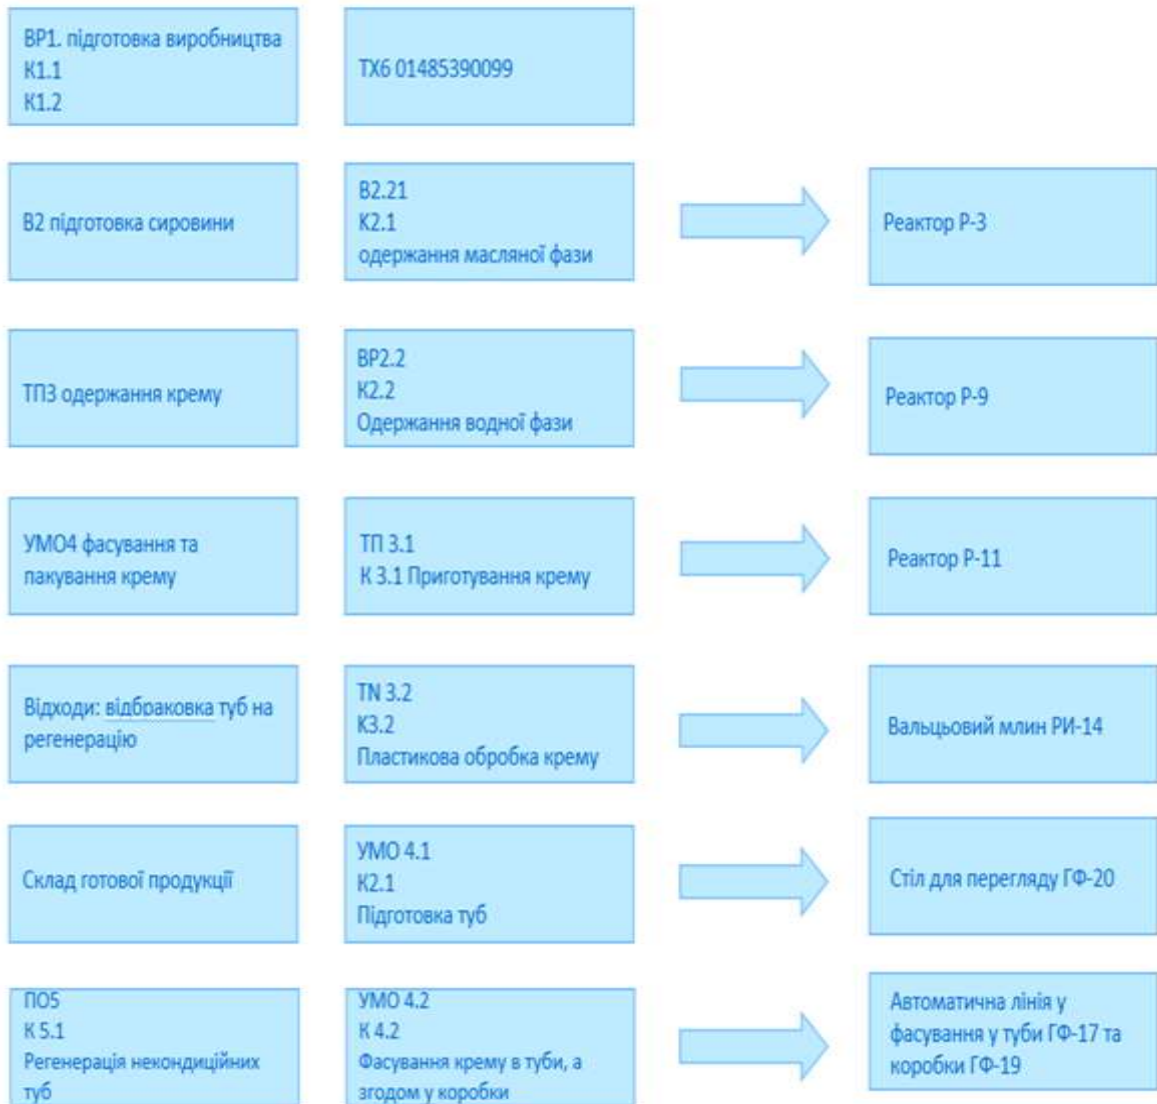 ВР1. підготовка виробництва
К1.1
К1.2
ТХ6 01485390099
В2 підготовка сировини
В2.21
К2.1
одержання масляної фази
Реактор Р-3
ТП3 одержання крему
ВР2.2
К2.2
Одержання водної фази
Реактор Р-9
УМО4 фасування та
пакування крему
ТП 3.1
К 3.1 Приготування крему
Реактор Р-11
Відходи: відбраковка туб на
регенерацію
TN 3.2
К3.2
Пластикова обробка крему
Вальцьовий млин РИ-14
Склад готової продукції
УМО 4.1
К2.1
Підготовка туб
Стіл для перегляду ГФ-20
ПО5
К 5.1
Регенерація некондиційних
туб
УМО 4.2
К 4.2
Фасування крему в туби, а
згодом у коробки
Автоматична лінія у
фасування у туби ГФ-17 та
коробки ГФ-19